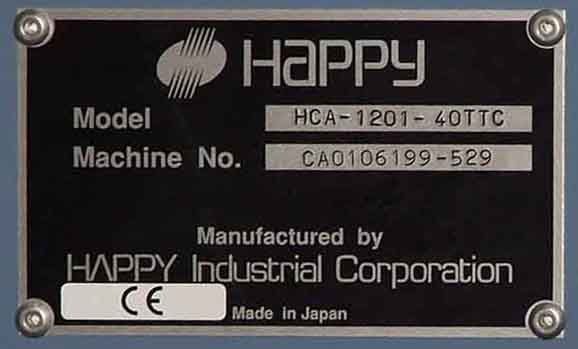 HAPPY
Model HCA-1201-40TTC
Machine No. CA0106199-529
Manufactured by
HAPPY Industrial Corporation
CE Made in Japan